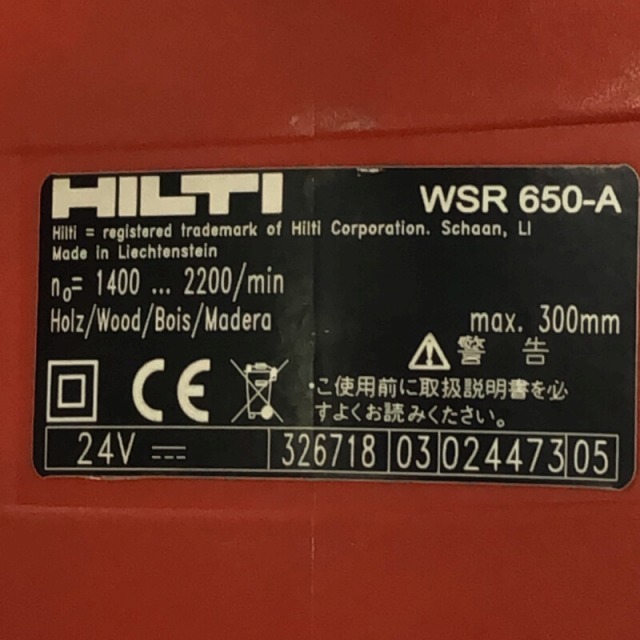 HILTI WSR 650-A
Hilti = registered trademark of Hilti Corporation. Schaan, LI
Made in Liechtenstein
n₀= 1400 ... 2200/min
Holz/Wood/Bois/Madera max. 300mm
警 告
CE
・ご使用前に取扱説明書を必
すよくお読みください。
24V 326718 03 024473 05